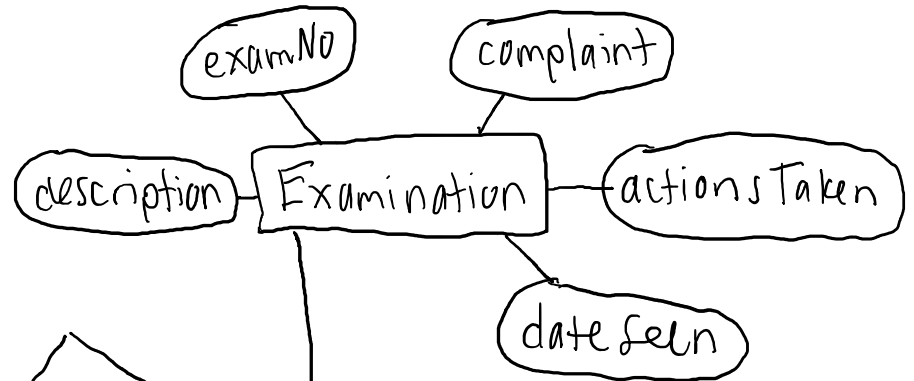 examNo
complaint
description
Examination
actionsTaken
dateSeen